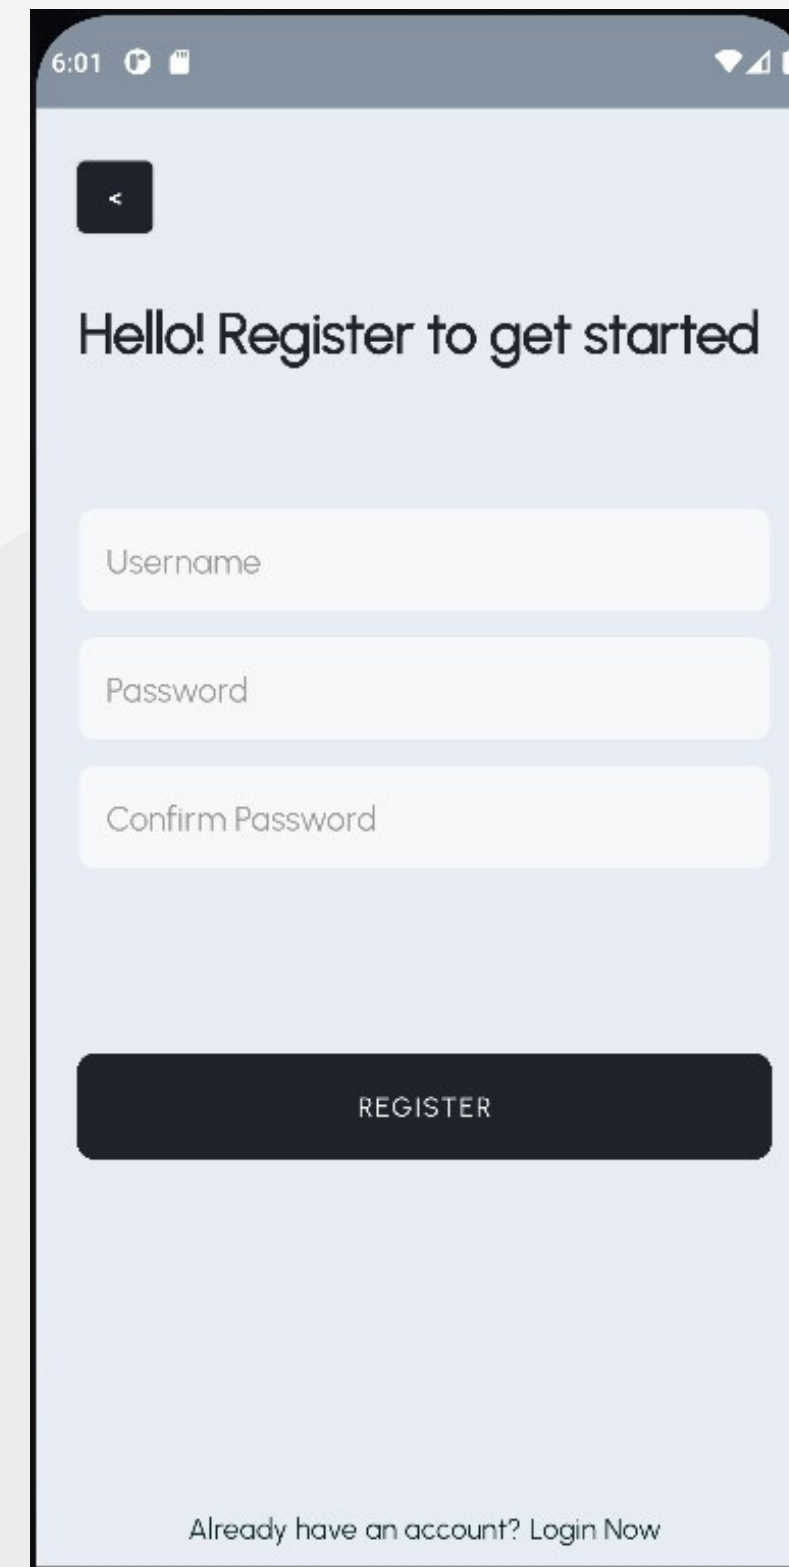 6:01
<
Hello! Register to get started
Username
Password
Confirm Password
REGISTER
Already have an account? Login Now